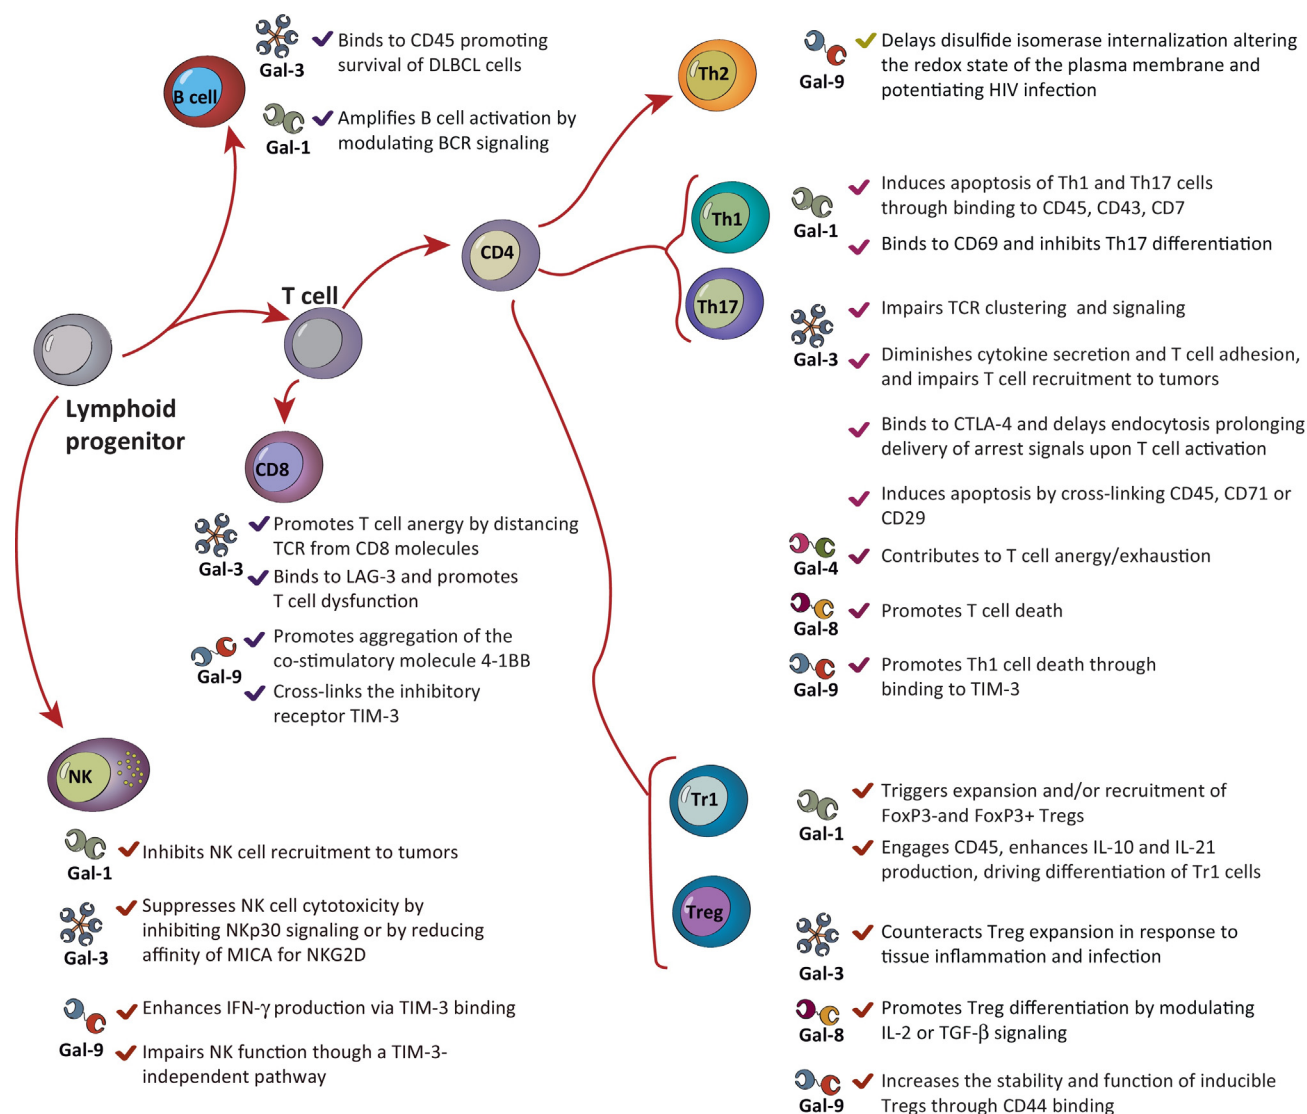 B cell
Gal-3
Binds to CD45 promoting
survival of DLBCL cells
Gal-1
Amplifies B cell activation by
modulating BCR signaling
Lymphoid
progenitor
T cell
CD4
CD8
Gal-3
Promotes T cell anergy by distancing
TCR from CD8 molecules
Binds to LAG-3 and promotes
T cell dysfunction
Gal-9
Promotes aggregation of the
co-stimulatory molecule 4-1BB
Cross-links the inhibitory
receptor TIM-3
NK
Gal-1
Inhibits NK cell recruitment to tumors
Gal-3
Suppresses NK cell cytotoxicity by
inhibiting NKp30 signaling or by reducing
affinity of MICA for NKG2D
Gal-9
Enhances IFN-γ production via TIM-3 binding
Impairs NK function though a TIM-3-
independent pathway
Th2
Gal-9
Delays disulfide isomerase internalization altering
the redox state of the plasma membrane and
potentiating HIV infection
Th1
Th17
Gal-1
Induces apoptosis of Th1 and Th17 cells
through binding to CD45, CD43, CD7
Binds to CD69 and inhibits Th17 differentiation
Gal-3
Impairs TCR clustering and signaling
Diminishes cytokine secretion and T cell adhesion,
and impairs T cell recruitment to tumors
Binds to CTLA-4 and delays endocytosis prolonging
delivery of arrest signals upon T cell activation
Induces apoptosis by cross-linking CD45, CD71 or
CD29
Gal-4
Contributes to T cell anergy/exhaustion
Gal-8
Promotes T cell death
Gal-9
Promotes Th1 cell death through
binding to TIM-3
Tr1
Treg
Gal-1
Triggers expansion and/or recruitment of
FoxP3-and FoxP3+ Tregs
Engages CD45, enhances IL-10 and IL-21
production, driving differentiation of Tr1 cells
Gal-3
Counteracts Treg expansion in response to
tissue inflammation and infection
Gal-8
Promotes Treg differentiation by modulating
IL-2 or TGF-β signaling
Gal-9
Increases the stability and function of inducible
Tregs through CD44 binding